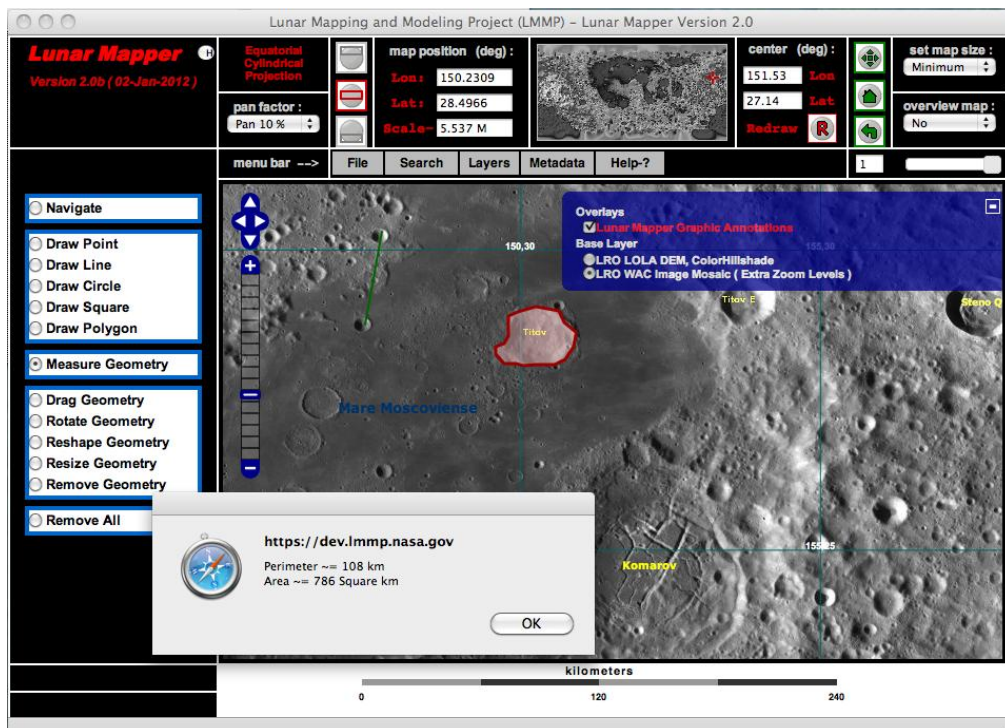 Lunar Mapping and Modeling Project (LMMP) – Lunar Mapper Version 2.0
Lunar Mapper
H
Version 2.0b ( 02-Jan-2012 )
Equatorial
Cylindrical
Projection
pan factor :
Pan 10 %
map position (deg) :
Lon: 150.2309
Lat: 28.4966
Scale~ 5.537 M
center (deg) :
151.53 Lon
27.14 Lat
Redraw R
set map size :
Minimum
overview map :
No
menu bar -->
File
Search
Layers
Metadata
Help-?
1
Navigate
Draw Point
Draw Line
Draw Circle
Draw Square
Draw Polygon
Measure Geometry
Drag Geometry
Rotate Geometry
Reshape Geometry
Resize Geometry
Remove Geometry
Remove All
Overlays
Lunar Mapper Graphic Annotations
Base Layer
LRO LOLA DEM, ColorHillshade
LRO WAC Image Mosaic ( Extra Zoom Levels )
150,30
155,30
Titov E
Steno Q
Titov
Mare Moscoviense
155,25
Komarov
https://dev.lmmp.nasa.gov
Perimeter ~= 108 km
Area ~= 786 Square km
OK
kilometers
0 120 240